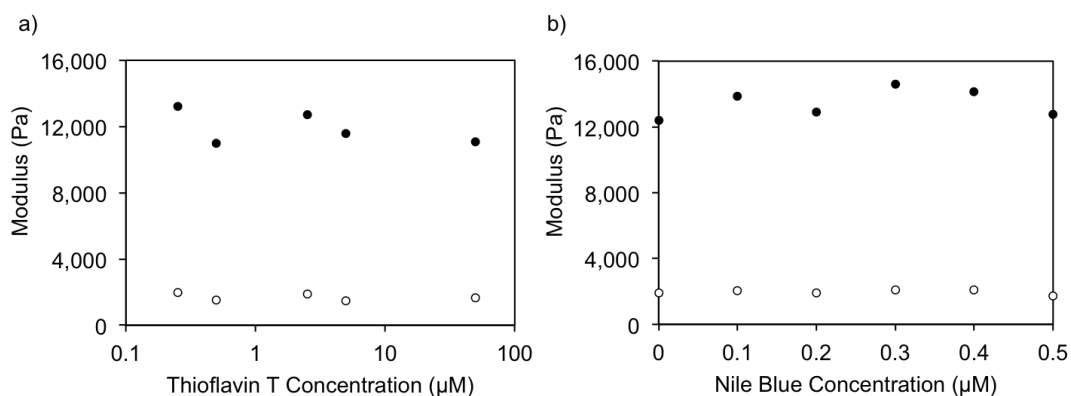 a)
Modulus (Pa)
16,000
12,000
8,000
4,000
0
0.1 1 10 100
Thioflavin T Concentration (µM)
b)
Modulus (Pa)
16,000
12,000
8,000
4,000
0
0 0.1 0.2 0.3 0.4 0.5
Nile Blue Concentration (µM)